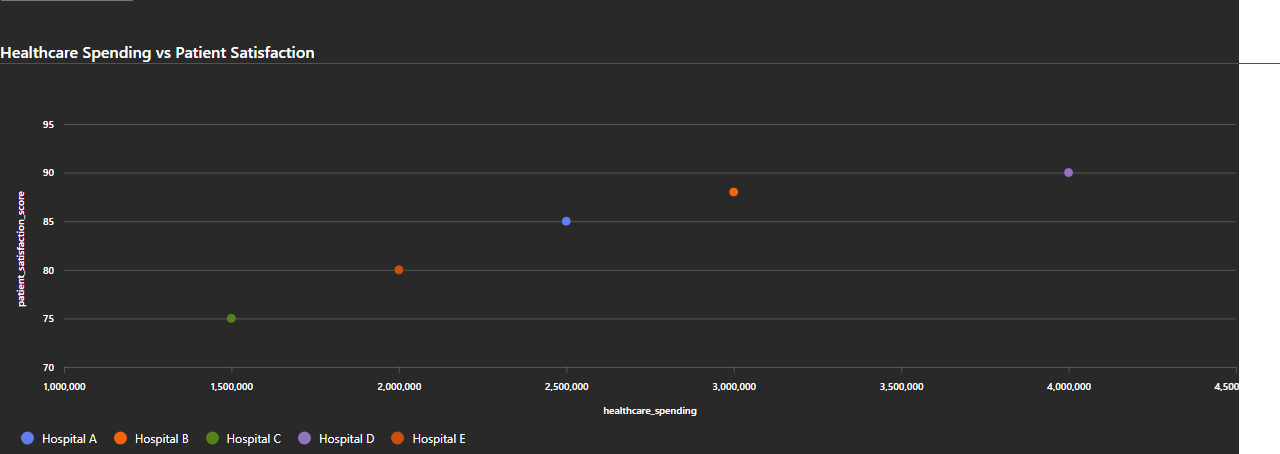 Healthcare Spending vs Patient Satisfaction
95
90
85
80
75
70
patient_satisfaction_score
1,000,000 1,500,000 2,000,000 2,500,000 3,000,000 3,500,000 4,000,000 4,500
healthcare_spending
Hospital A Hospital B Hospital C Hospital D Hospital E